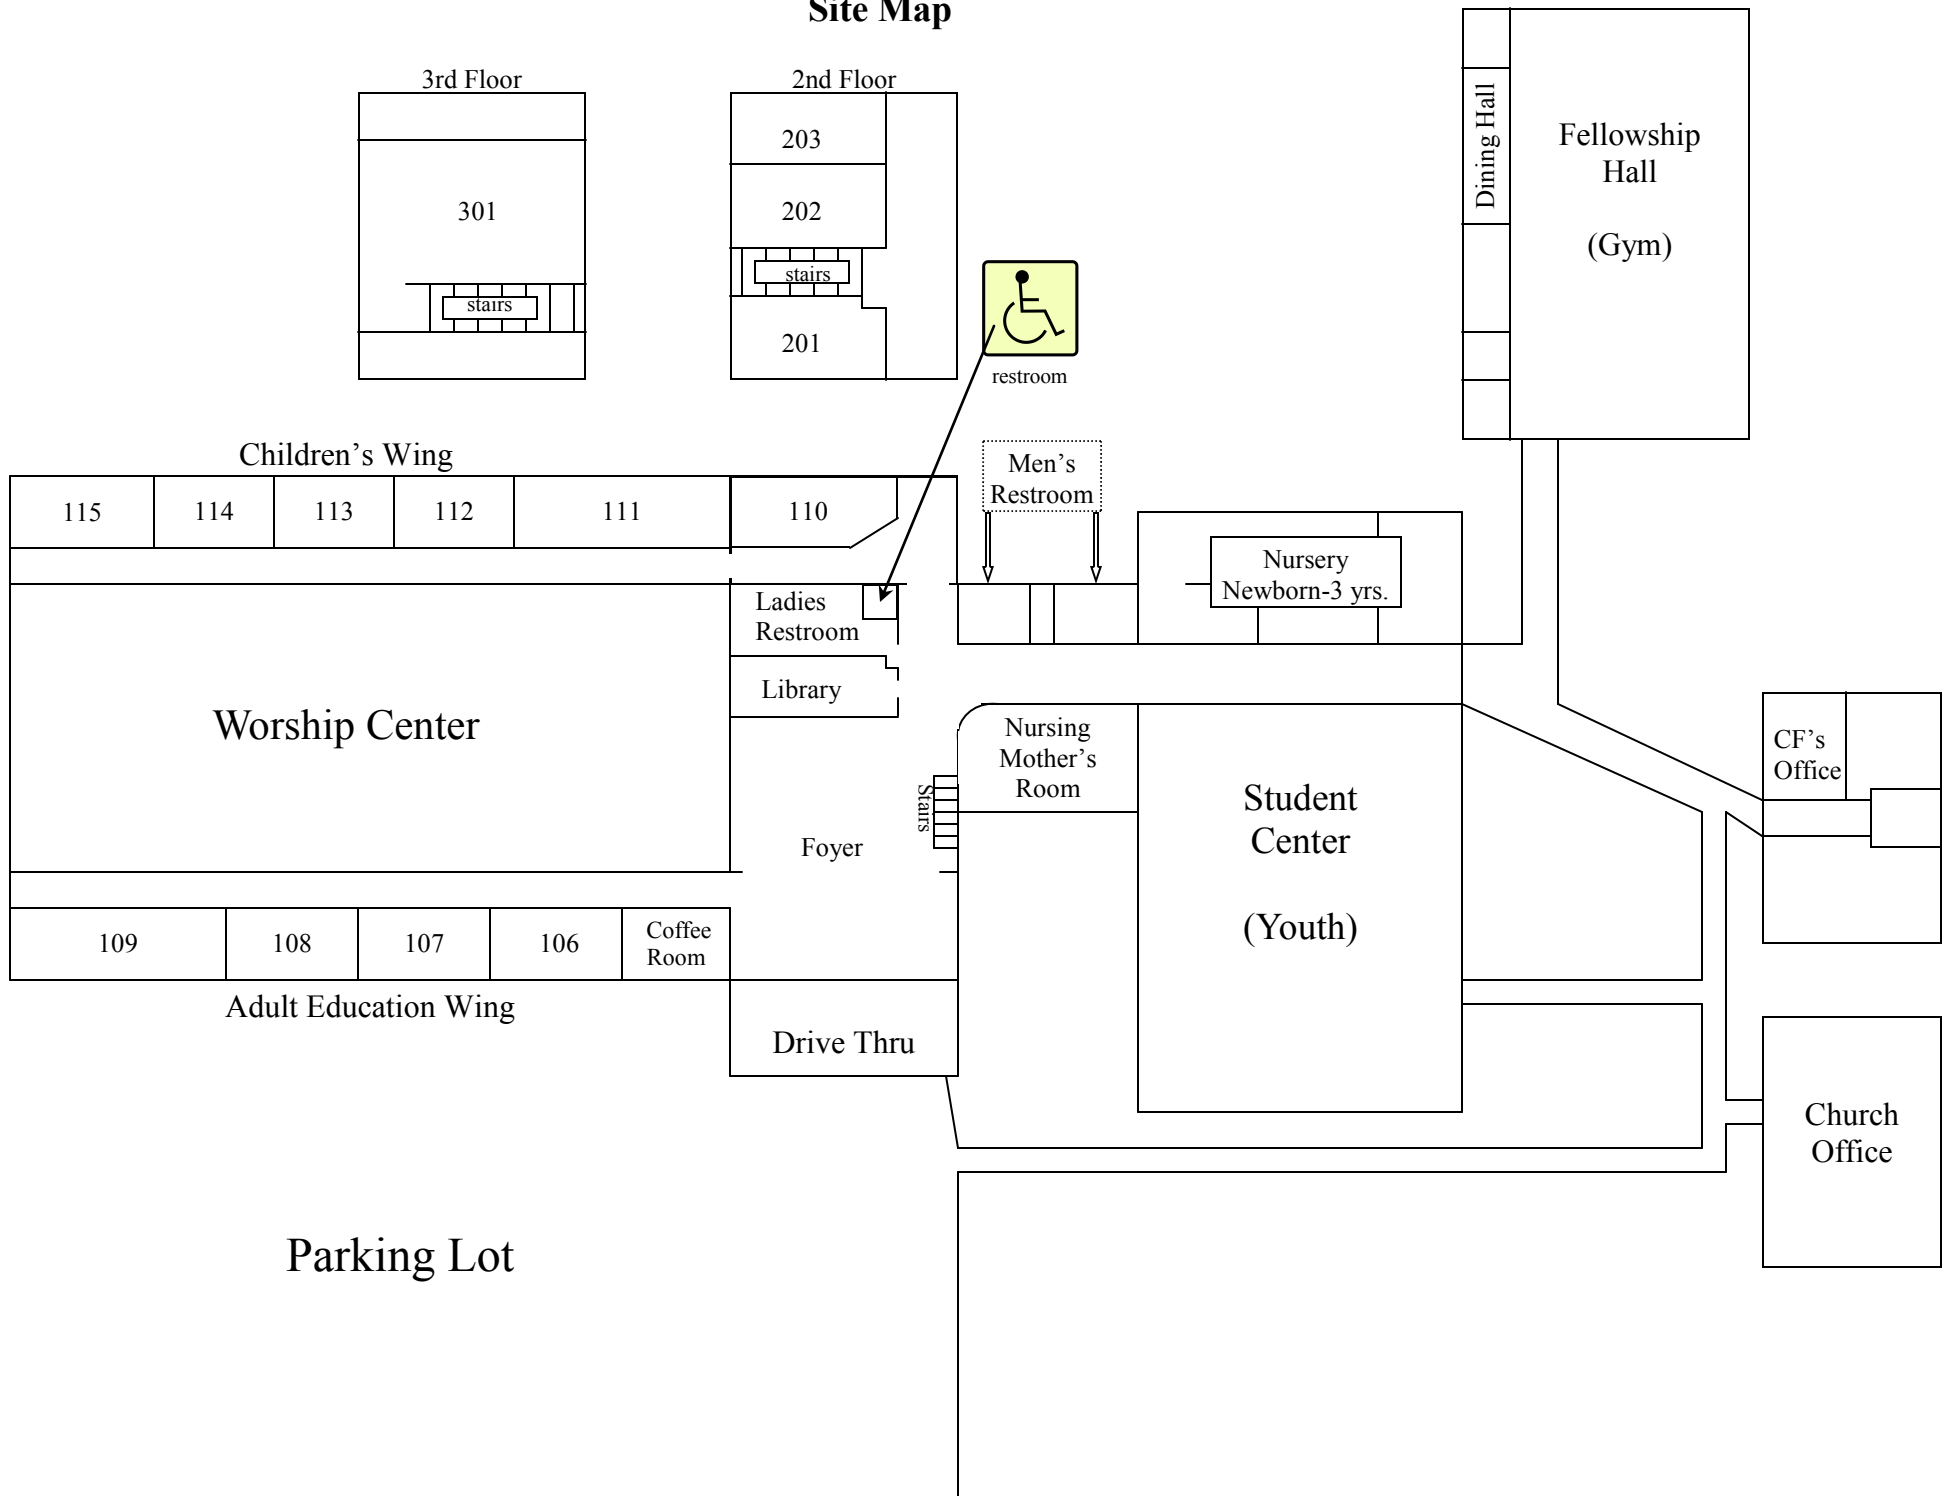 Site Map
3rd Floor
2nd Floor
301
stairs
203
202
stairs
201
restroom
Dining Hall
Fellowship
Hall
(Gym)
Children’s Wing
115
114
113
112
111
110
Men’s
Restroom
Nursery
Newborn-3 yrs.
Ladies
Restroom
Library
Worship Center
Nursing
Mother’s
Room
Stairs
Foyer
Student
Center
(Youth)
CF’s
Office
109
108
107
106
Coffee
Room
Adult Education Wing
Drive Thru
Church
Office
Parking Lot